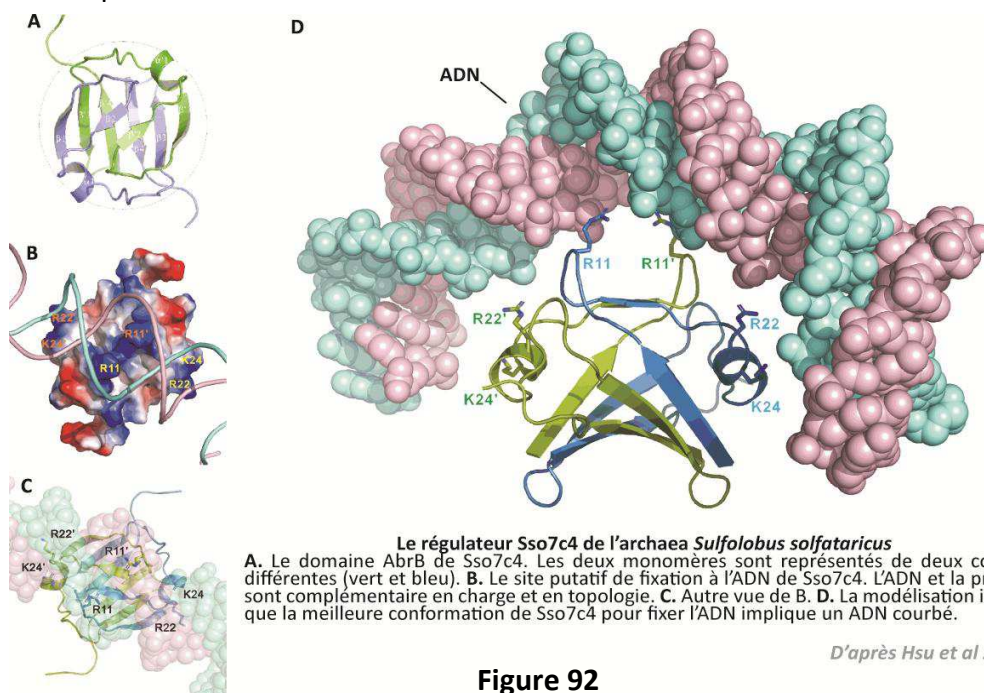 A
D
ADN
R11
R11'
R22'
R22
K24'
K24
B
R22'
K24'
R11'
R11
K24
R22
C
R22'
K24'
R11'
R11
K24
R22
Le régulateur Sso7c4 de l'archaea Sulfolobus solfataricus
A. Le domaine AbrB de Sso7c4. Les deux monomères sont représentés de deux
différentes (vert et bleu). B. Le site putatif de fixation à l'ADN de Sso7c4. L'ADN et la
sont complémentaire en charge et en topologie. C. Autre vue de B. D. La modélisation
que la meilleure conformation de Sso7c4 pour fixer l'ADN implique un ADN courbé.
D'après Hsu et al
Figure 92